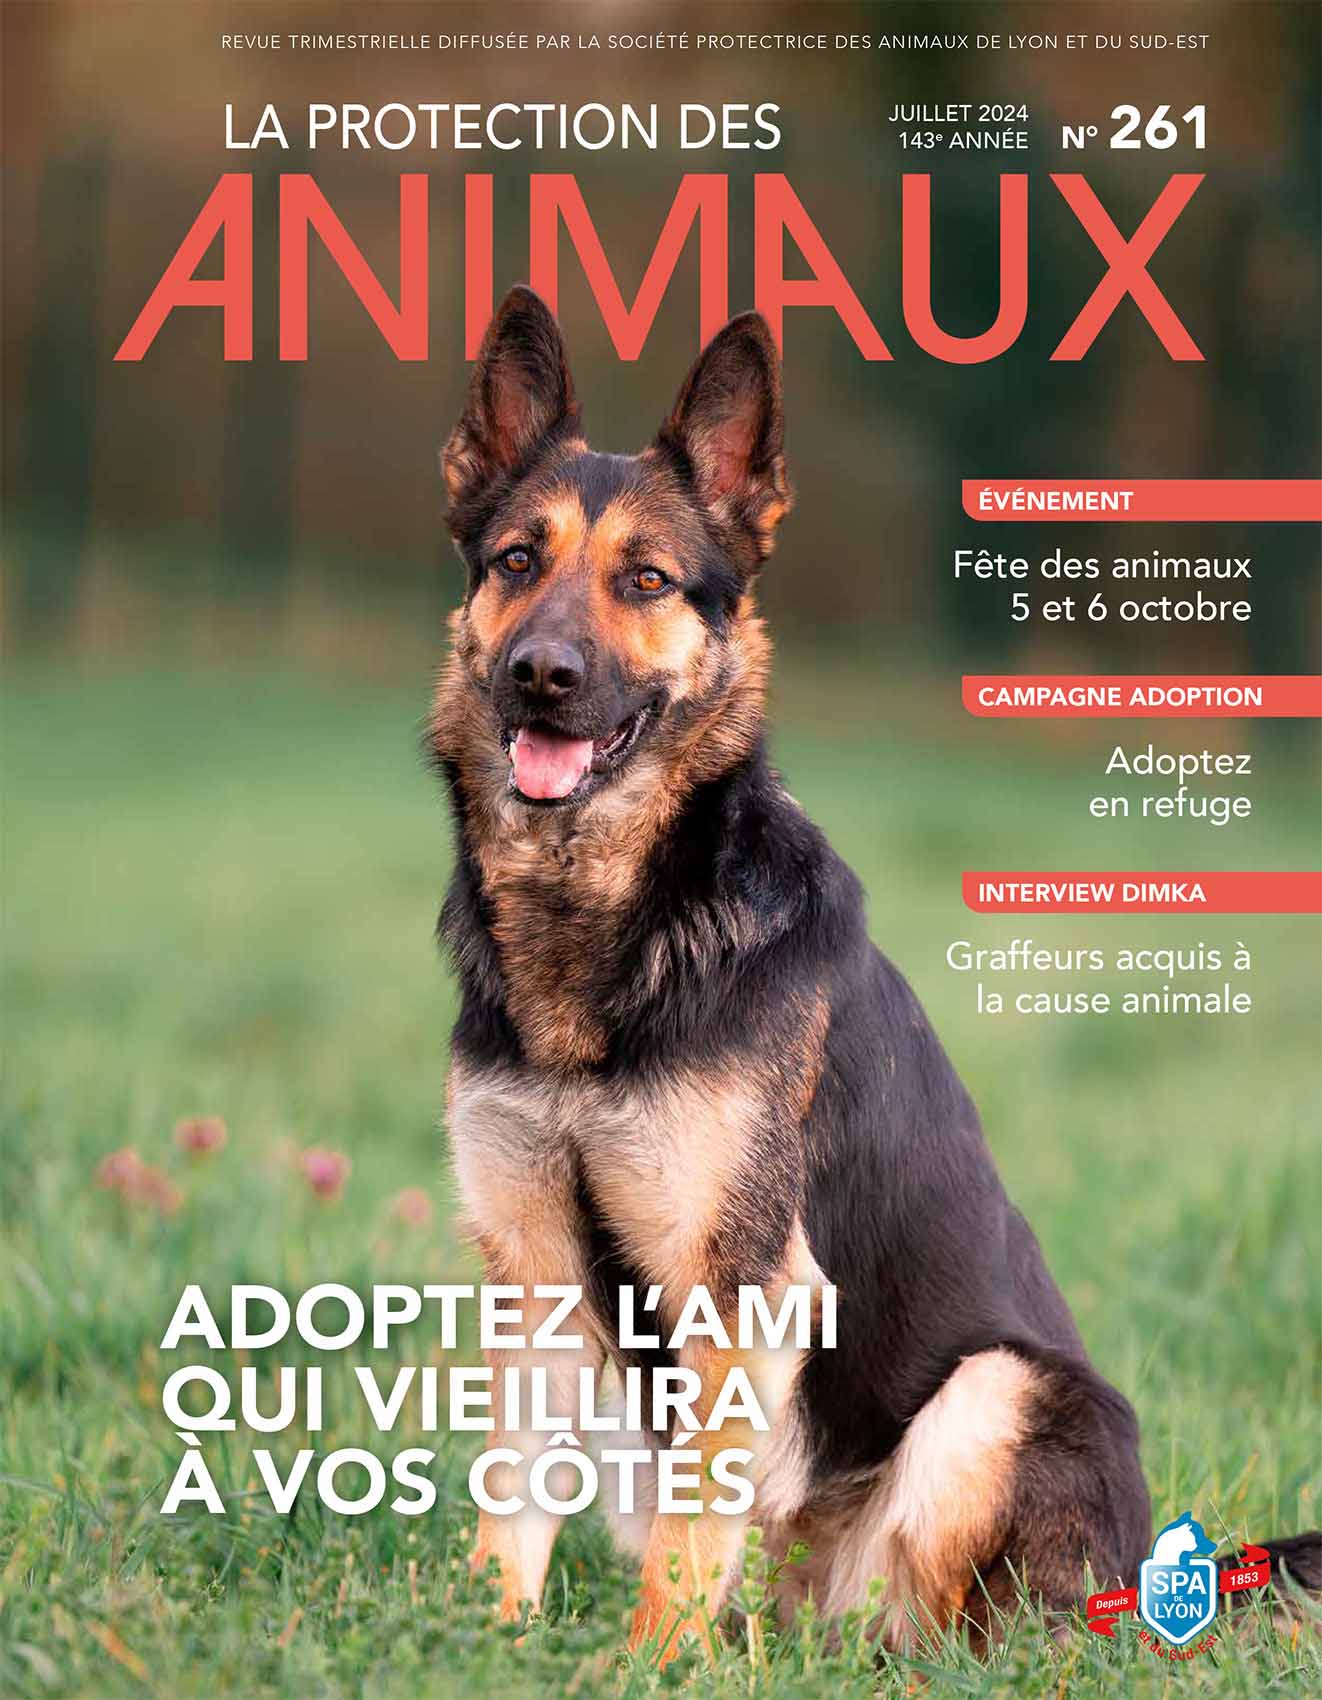 REVUE TRIMESTRIELLE DIFFUSÉE PAR LA SOCIÉTÉ PROTECTRICE DES ANIMAUX DE LYON ET DU SUD-EST
LA PROTECTION DES
JUILLET 2024
143e ANNÉE
N° 261
ANIMAUX
ÉVÉNEMENT
Fête des animaux
5 et 6 octobre
CAMPAGNE ADOPTION
Adoptez
en refuge
INTERVIEW DIMKA
Graffeurs acquis à
la cause animale
ADOPTEZ L'AMI
QUI VIEILLIRA
À VOS CÔTÉS
SPA
DE
LYON
Depuis
1853
et du Sud-Est